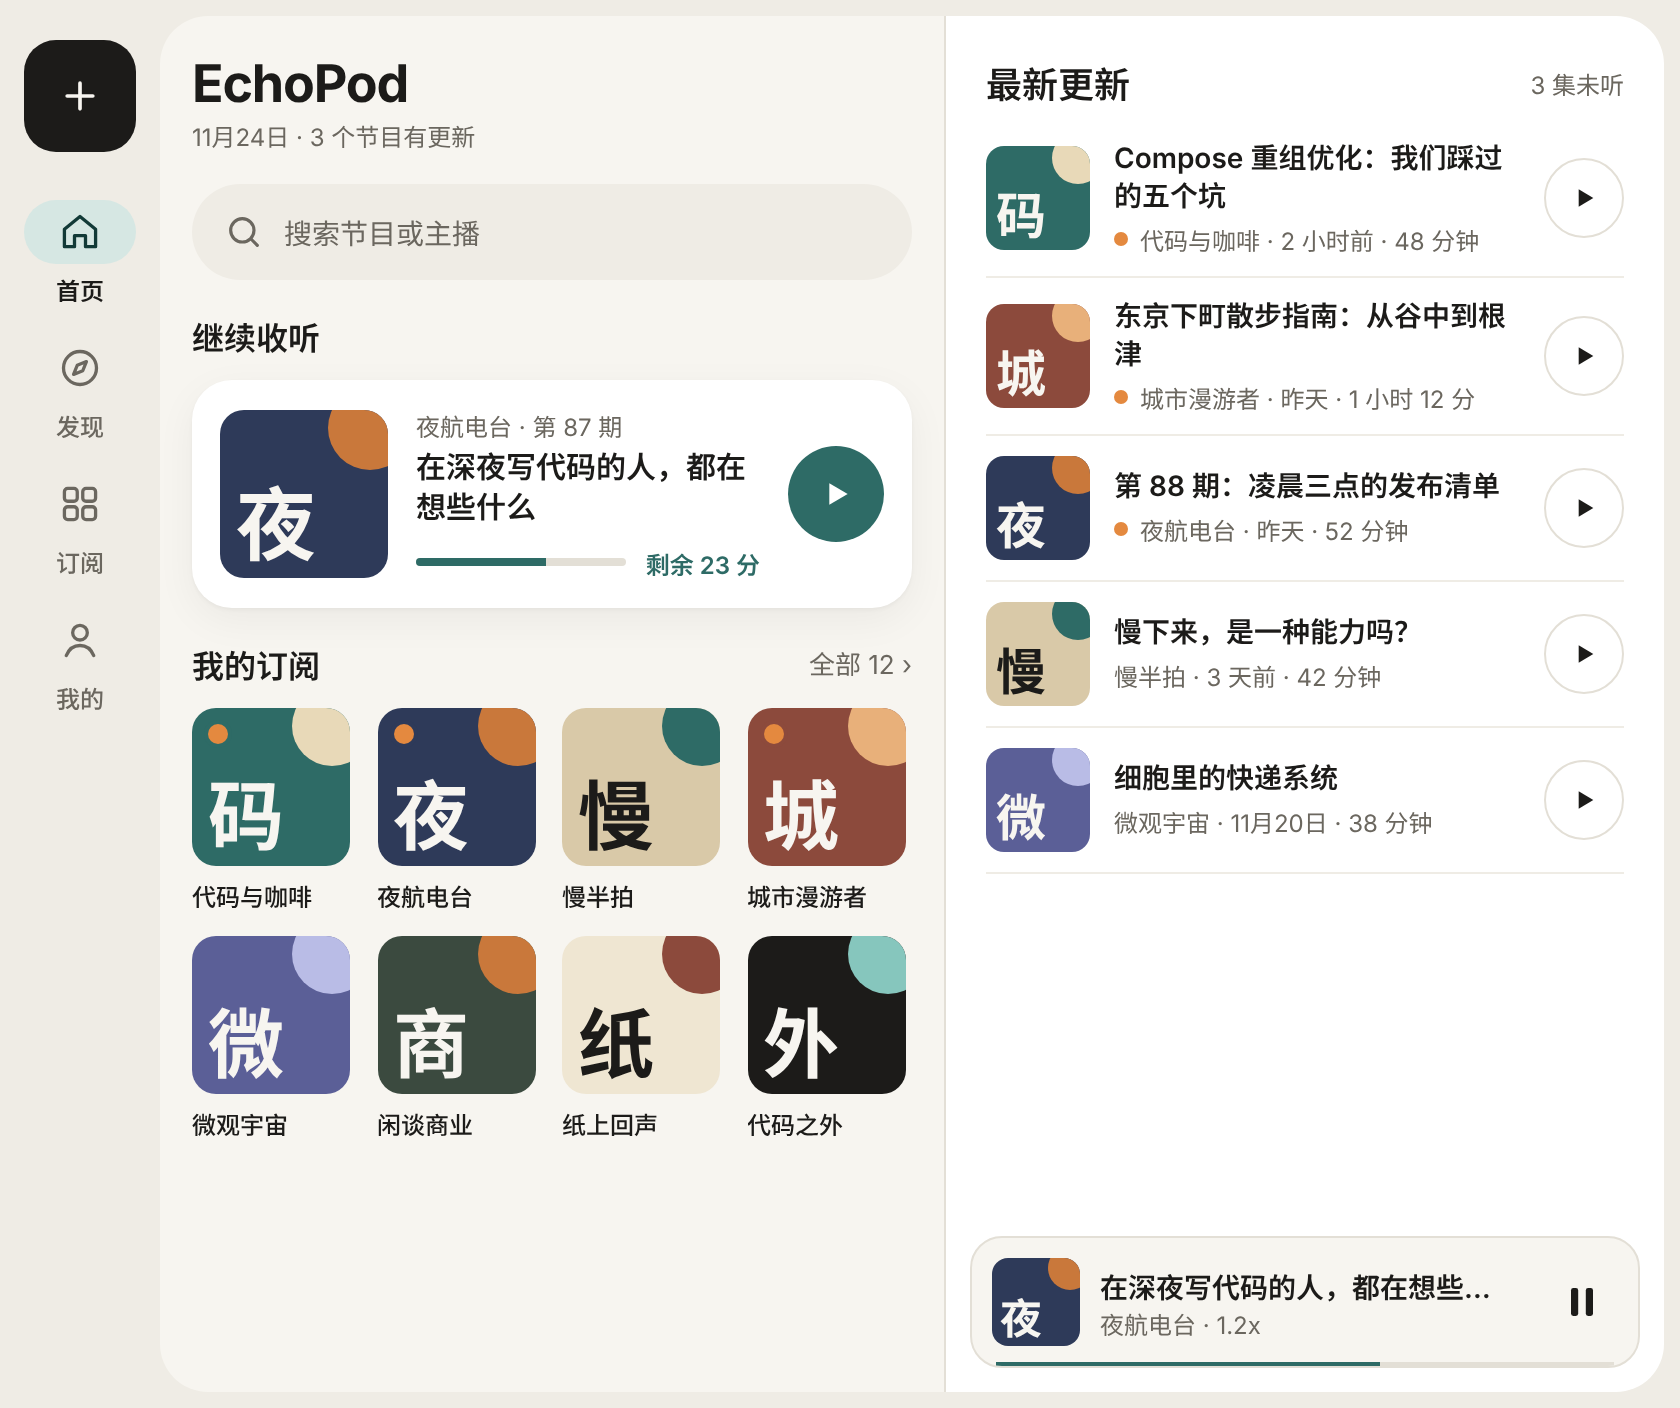 首页
发现
订阅
我的
EchoPod
11月24日 · 3 个节目有更新
搜索节目或主播
继续收听
夜
夜航电台 · 第 87 期
在深夜写代码的人，都在
想些什么
剩余 23 分
我的订阅
全部 12 ›
码
夜
慢
城
代码与咖啡
夜航电台
慢半拍
城市漫游者
微
商
纸
外
微观宇宙
闲谈商业
纸上回声
代码之外
最新更新
3 集未听
码
Compose 重组优化：我们踩过
的五个坑
代码与咖啡 · 2 小时前 · 48 分钟
城
东京下町散步指南：从谷中到根
津
城市漫游者 · 昨天 · 1 小时 12 分
夜
第 88 期：凌晨三点的发布清单
夜航电台 · 昨天 · 52 分钟
慢
慢下来，是一种能力吗？
慢半拍 · 3 天前 · 42 分钟
微
细胞里的快递系统
微观宇宙 · 11月20日 · 38 分钟
夜
在深夜写代码的人，都在想些...
夜航电台 · 1.2x